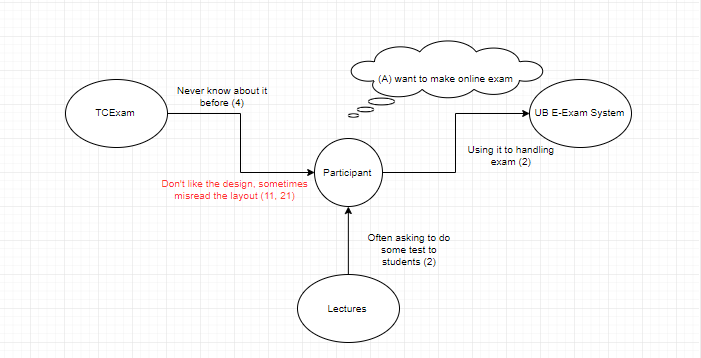 (A) want to make online exam
Never know about it
before (4)
TCExam
UB E-Exam System
Using it to handling
exam (2)
Participant
Don't like the design, sometimes
misread the layout (11, 21)
Often asking to do
some test to
students (2)
Lectures